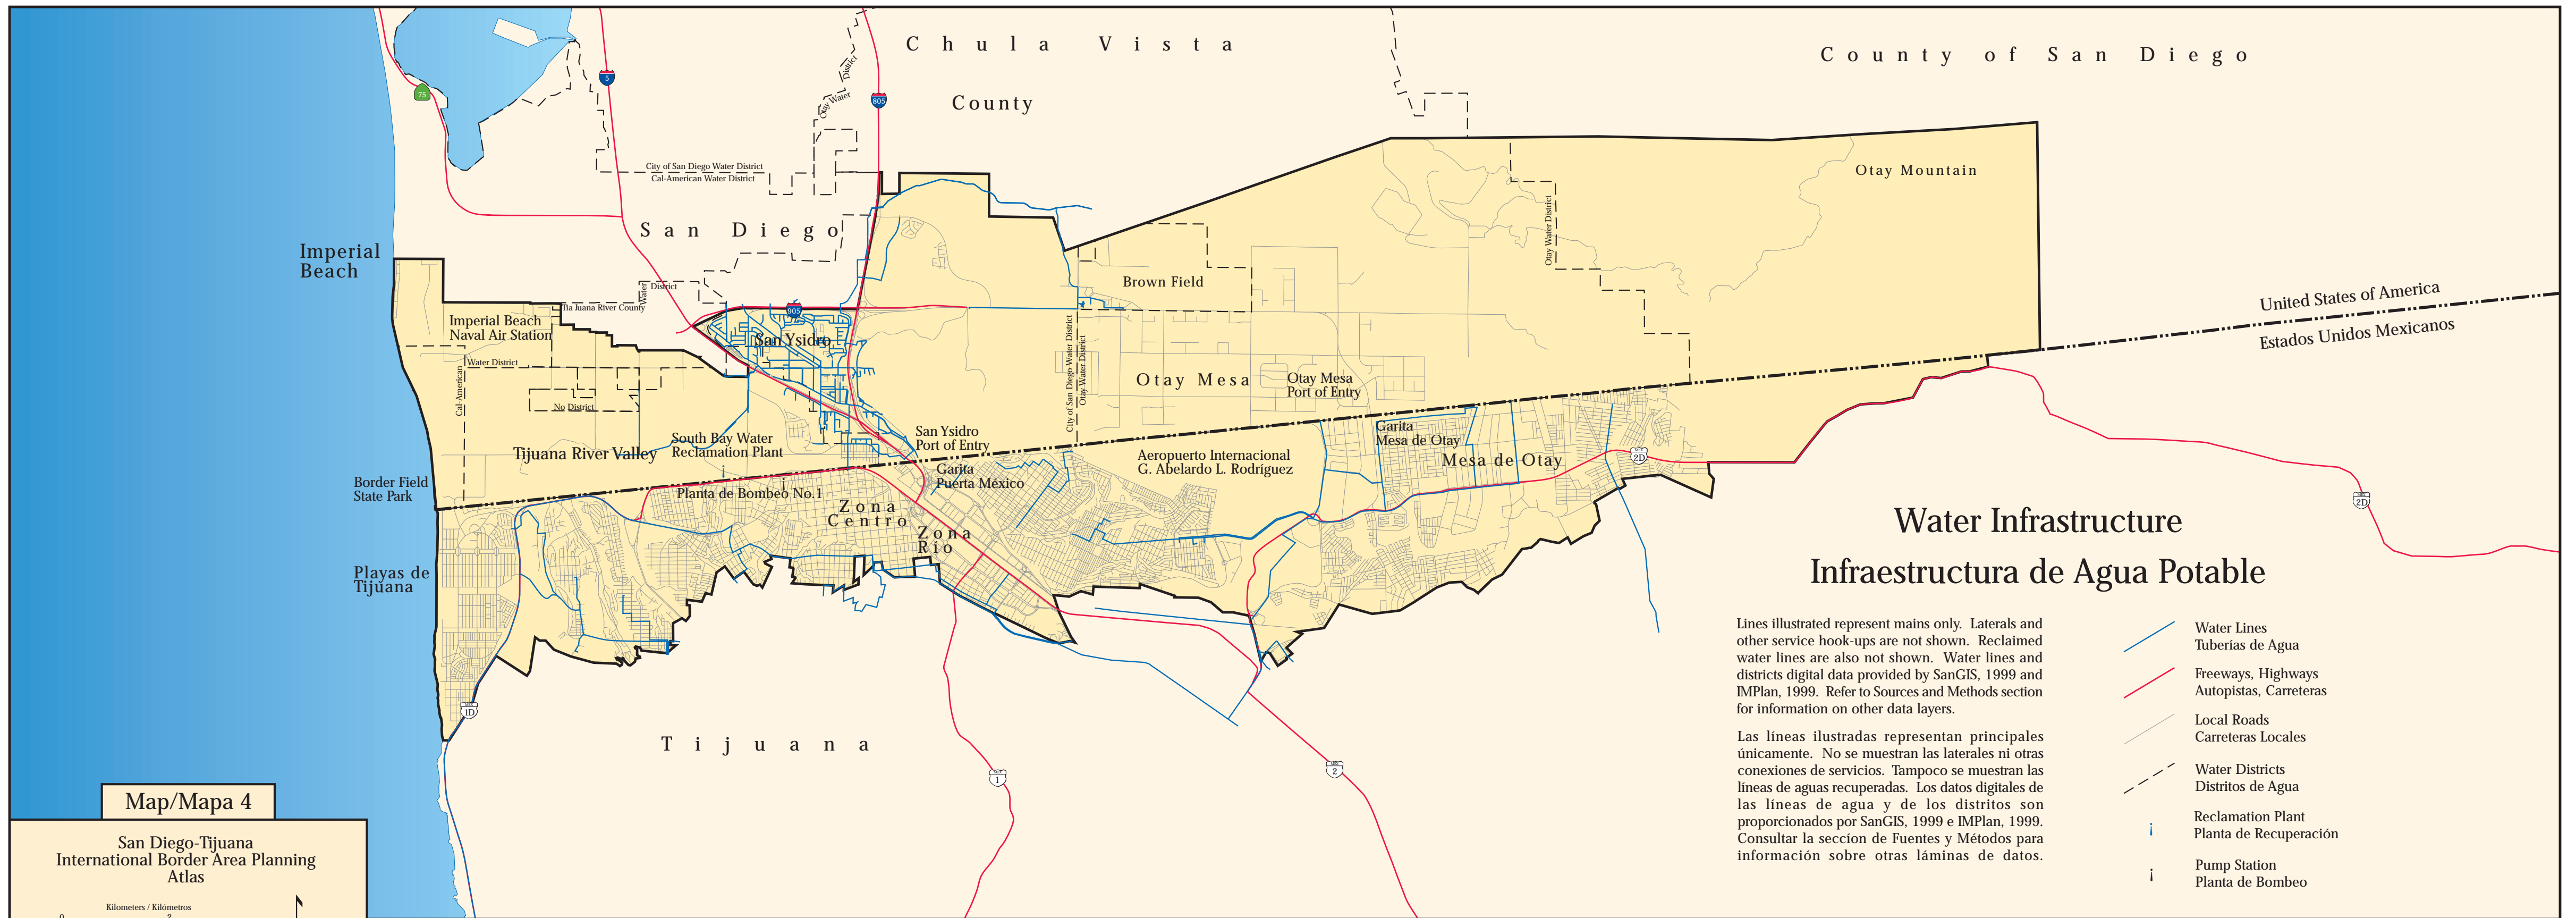 Chula Vista
County of San Diego
5
75
805
District
Otay Water
County
City of San Diego Water District
Cal-American Water District
Otay Mountain
San Diego
Otay Water District
Imperial
Beach
Brown Field
District
Water
Tia Juana River County
905
United States of America
Estados Unidos Mexicanos
Imperial Beach
Naval Air Station
San Ysidro
City of San Diego-Water District
Otay Water District
Water District
Cal-American
No District
Otay Mesa
Otay Mesa
Port of Entry
San Ysidro
Port of Entry
South Bay Water
Reclamation Plant
Tijuana River Valley
Garita
Mesa de Otay
Mesa de Otay
2D
Aeropuerto Internacional
G. Abelardo L. Rodríguez
Garita
Puerta México
Border Field
State Park
Planta de Bombeo No.1
Zona
Centro
Zona
Río
2D
Playas de
Tijuana
1D
Tijuana
1
2
Water Infrastructure
Infraestructura de Agua Potable
Lines illustrated represent mains only. Laterals and
other service hook-ups are not shown. Reclaimed
water lines are also not shown. Water lines and
districts digital data provided by SanGIS, 1999 and
IMPlan, 1999. Refer to Sources and Methods section
for information on other data layers.
Las líneas ilustradas representan principales
únicamente. No se muestran las laterales ni otras
conexiones de servicios. Tampoco se muestran las
líneas de aguas recuperadas. Los datos digitales de
las líneas de agua y de los distritos son
proporcionados por SanGIS, 1999 e IMPlan, 1999.
Consultar la seccíon de Fuentes y Métodos para
información sobre otras láminas de datos.
Water Lines
Tuberías de Agua
Freeways, Highways
Autopistas, Carreteras
Local Roads
Carreteras Locales
Water Districts
Distritos de Agua
¡
Reclamation Plant
Planta de Recuperación
¡
Pump Station
Planta de Bombeo
Map/Mapa 4
San Diego-Tijuana
International Border Area Planning
Atlas
Kilometers / Kilómetros